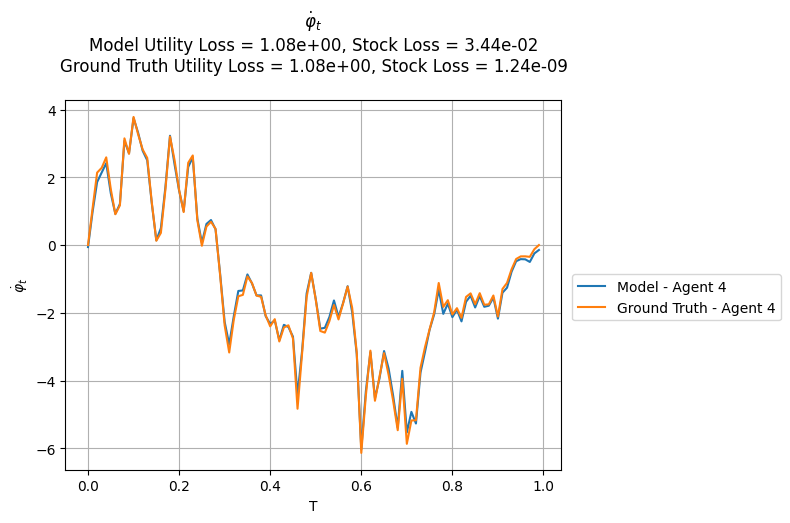 φ̇ₜ
Model Utility Loss = 1.08e+00, Stock Loss = 3.44e-02
Ground Truth Utility Loss = 1.08e+00, Stock Loss = 1.24e-09
4
2
0
−2
−4
−6
φ̇ₜ
0.0 0.2 0.4 0.6 0.8 1.0
T
Model - Agent 4
Ground Truth - Agent 4